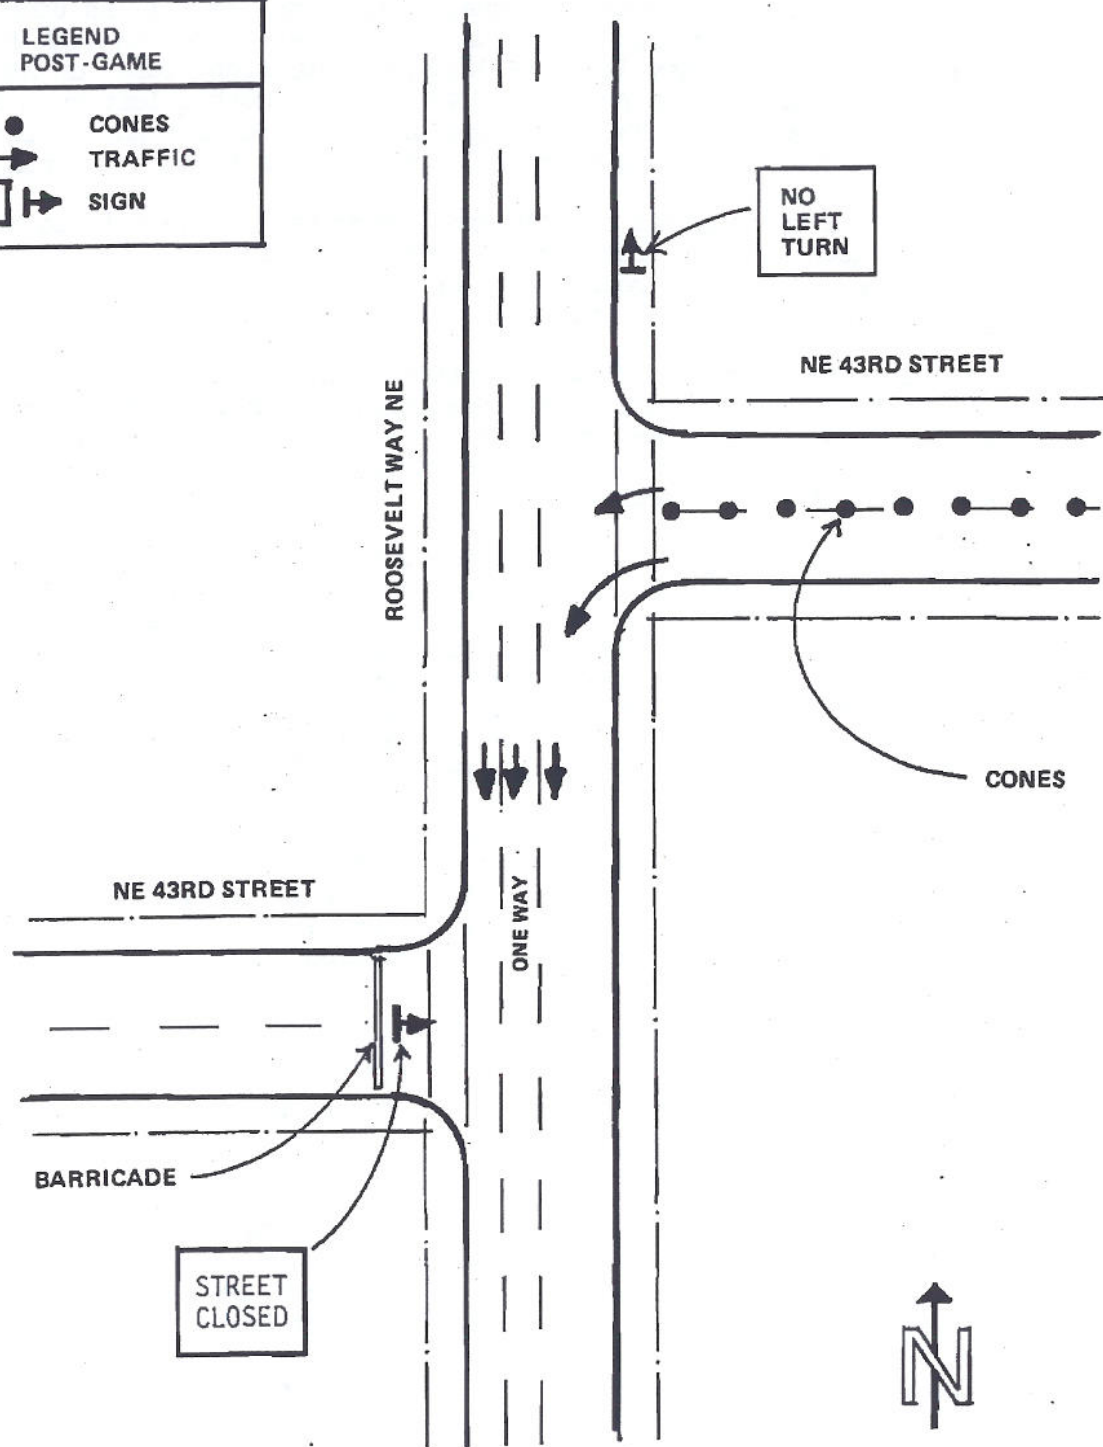 LEGEND
POST-GAME
CONES
TRAFFIC
SIGN
NO
LEFT
TURN
NE 43RD STREET
ROOSEVELT WAY NE
CONES
NE 43RD STREET
ONE WAY
BARRICADE
STREET
CLOSED
N